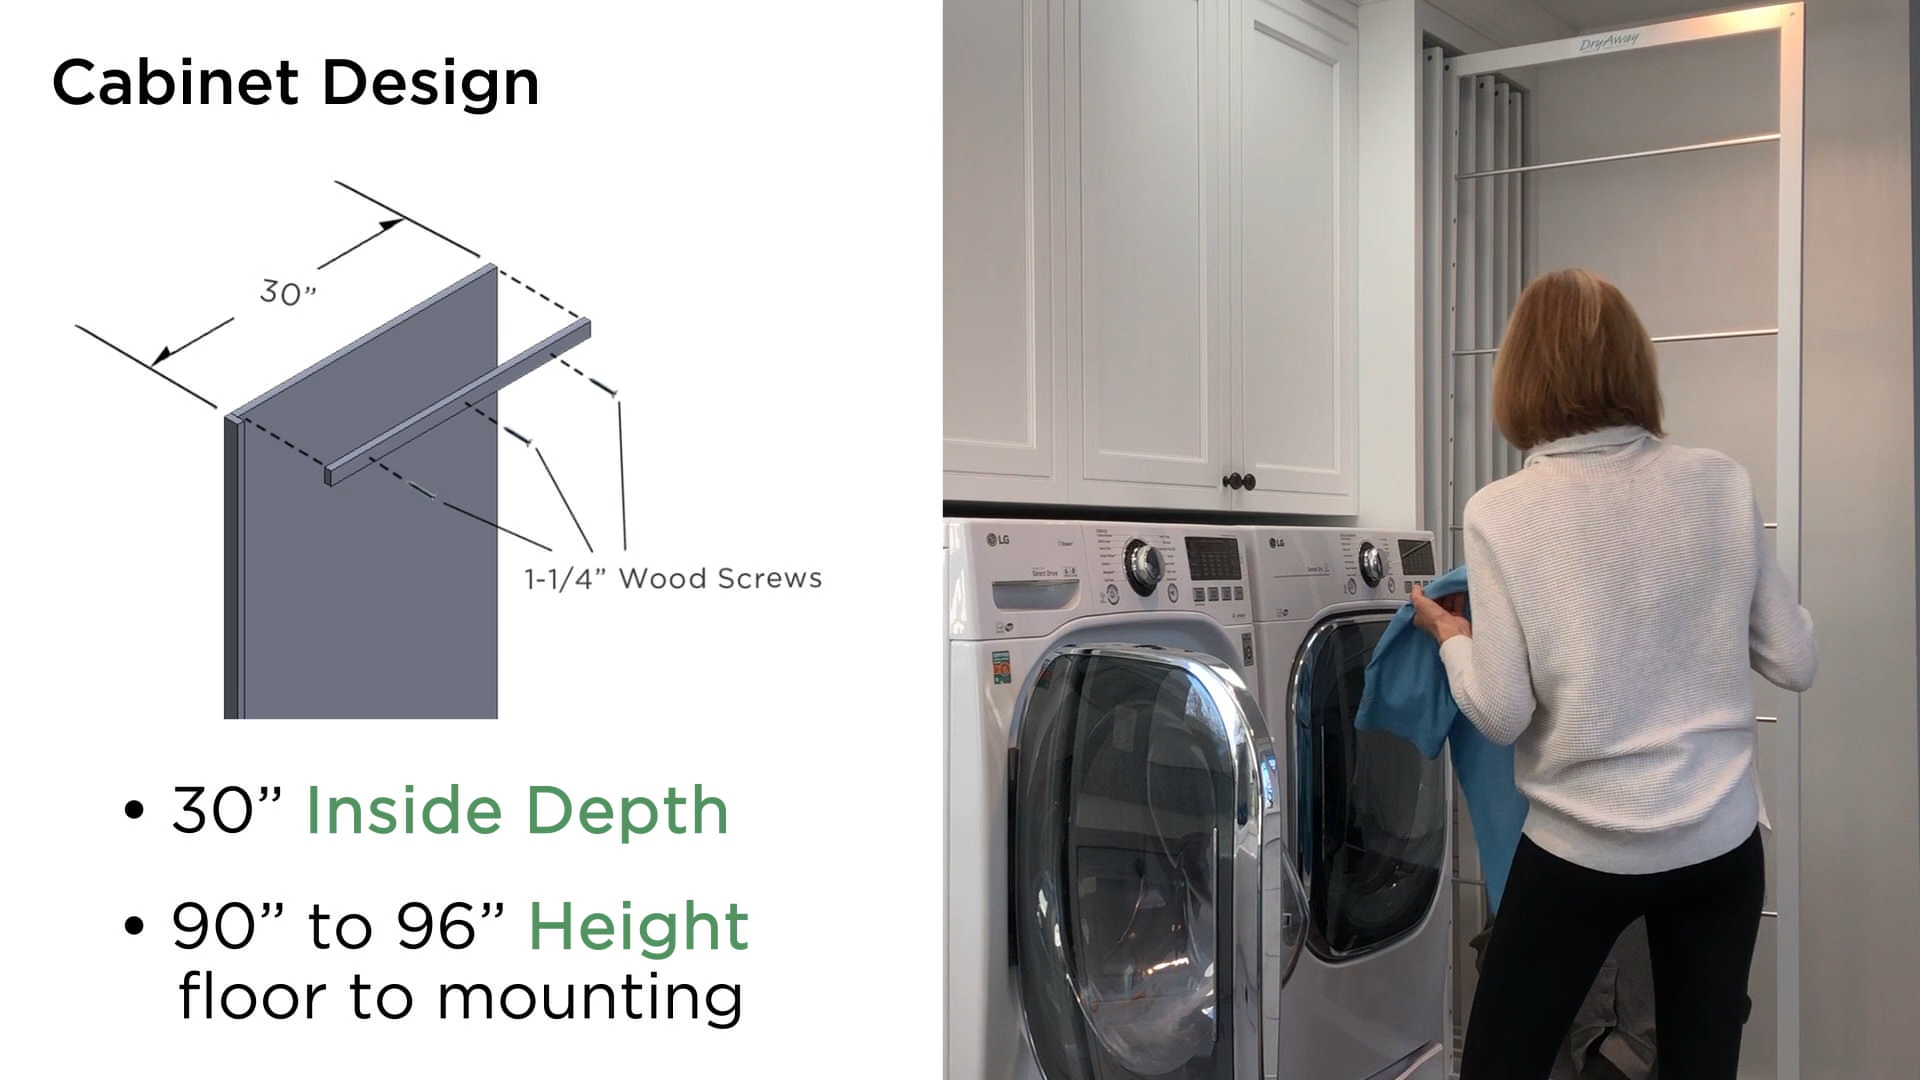 Cabinet Design
30”
1-1/4” Wood Screws
• 30” Inside Depth
• 90” to 96” Height
floor to mounting
DryAway
LG
LG